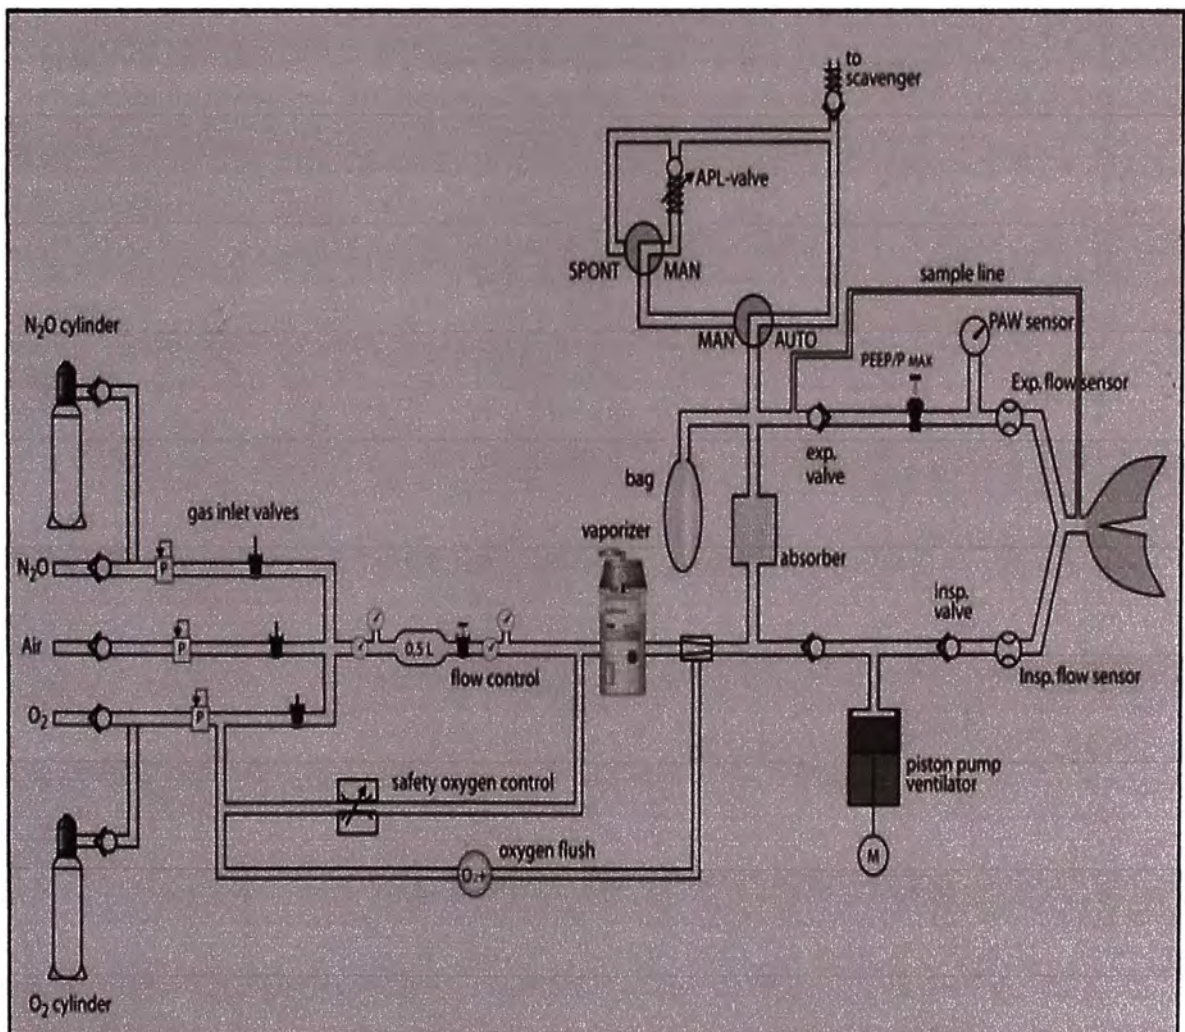 to
scavenger
APL-valve
SPONT
MAN
sample line
N₂O cylinder
MAN
AUTO
PAW sensor
PEEP/P MAX
Exp. flow sensor
exp.
valve
bag
gas inlet valves
vaporizer
absorber
N₂O
P
insp.
valve
Air
P
0,5 L
flow control
Insp. flow sensor
O₂
P
safety oxygen control
piston pump
ventilator
oxygen flush
O₂+
M
O₂ cylinder